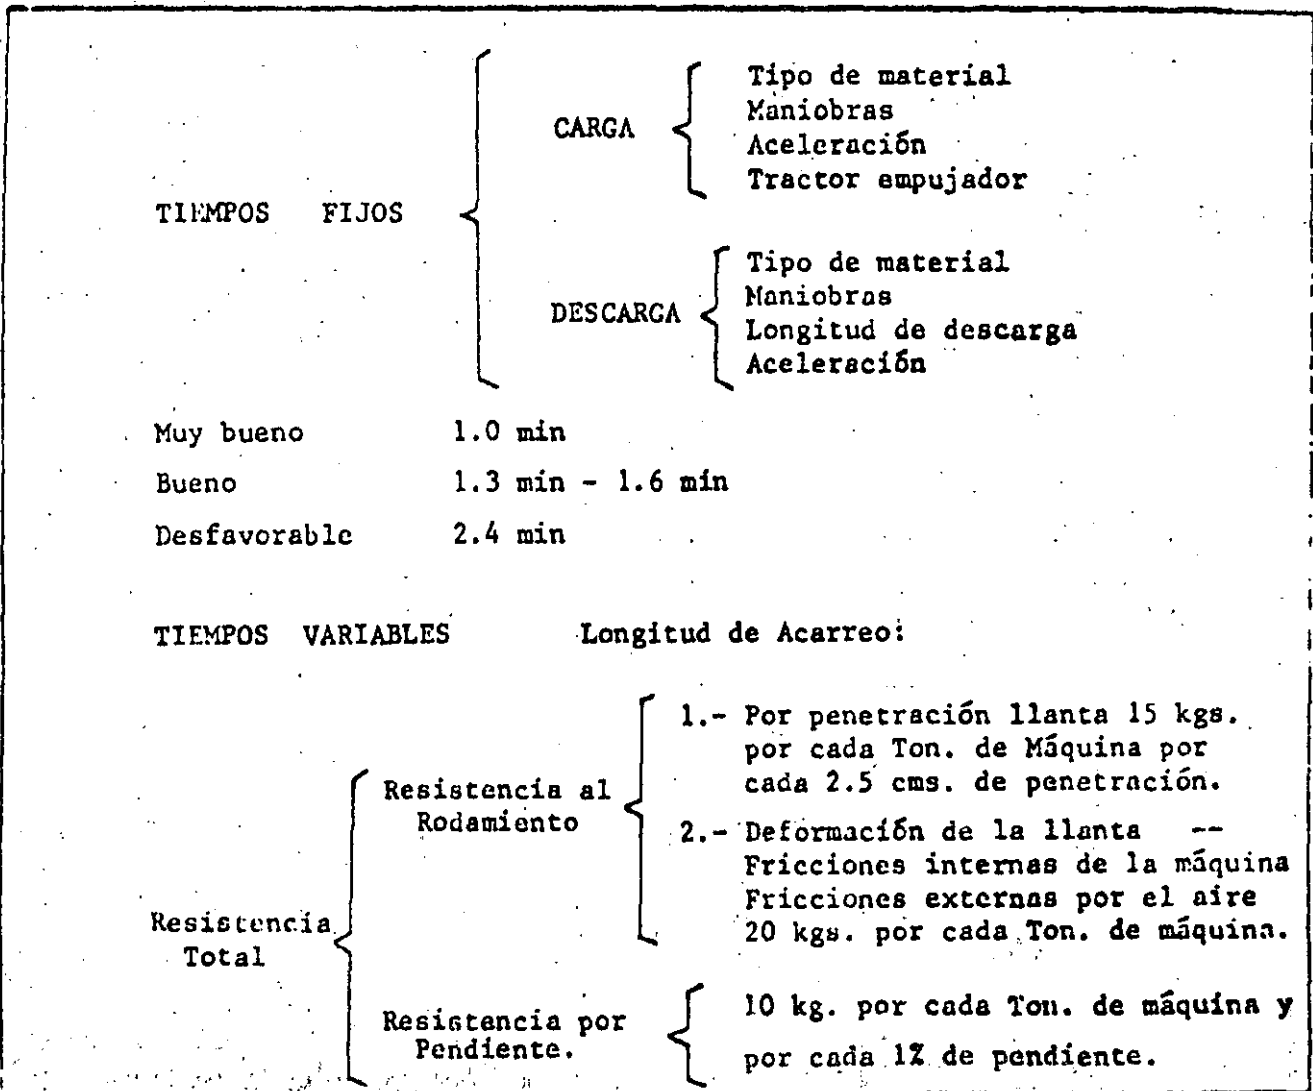 TIEMPOS FIJOS
CARGA
Tipo de material
Maniobras
Aceleración
Tractor empujador
DESCARGA
Tipo de material
Maniobras
Longitud de descarga
Aceleración
Muy bueno 1.0 min
Bueno 1.3 min - 1.6 min
Desfavorable 2.4 min
TIEMPOS VARIABLES Longitud de Acarreo:
Resistencia
Total
Resistencia al
Rodamiento
1.- Por penetración llanta 15 kgs.
por cada Ton. de Máquina por
cada 2.5 cms. de penetración.
2.- Deformación de la llanta --
Fricciones internas de la máquina
Fricciones externas por el aire
20 kgs. por cada Ton. de máquina.
Resistencia por
Pendiente.
10 kg. por cada Ton. de máquina y
por cada 1% de pendiente.